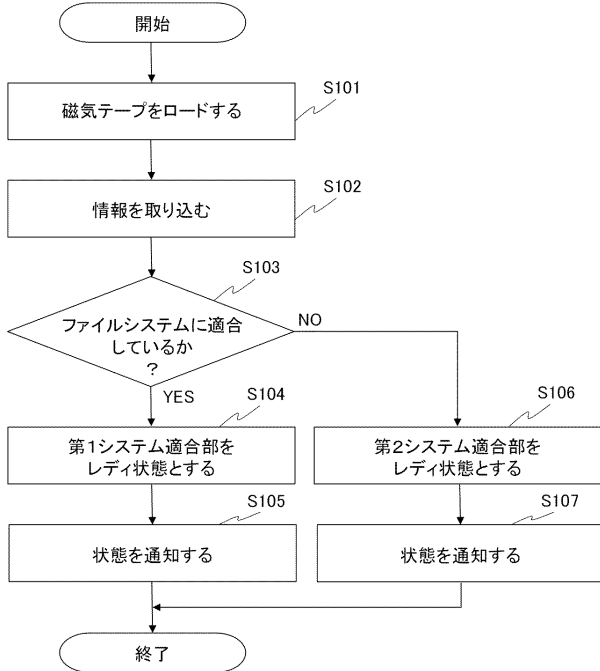 開始
磁気テープをロードする
S101
情報を取り込む
S102
S103
ファイルシステムに適合
しているか
?
NO
YES
S104
第1システム適合部を
レディ状態とする
S106
第2システム適合部を
レディ状態とする
S105
状態を通知する
S107
状態を通知する
終了